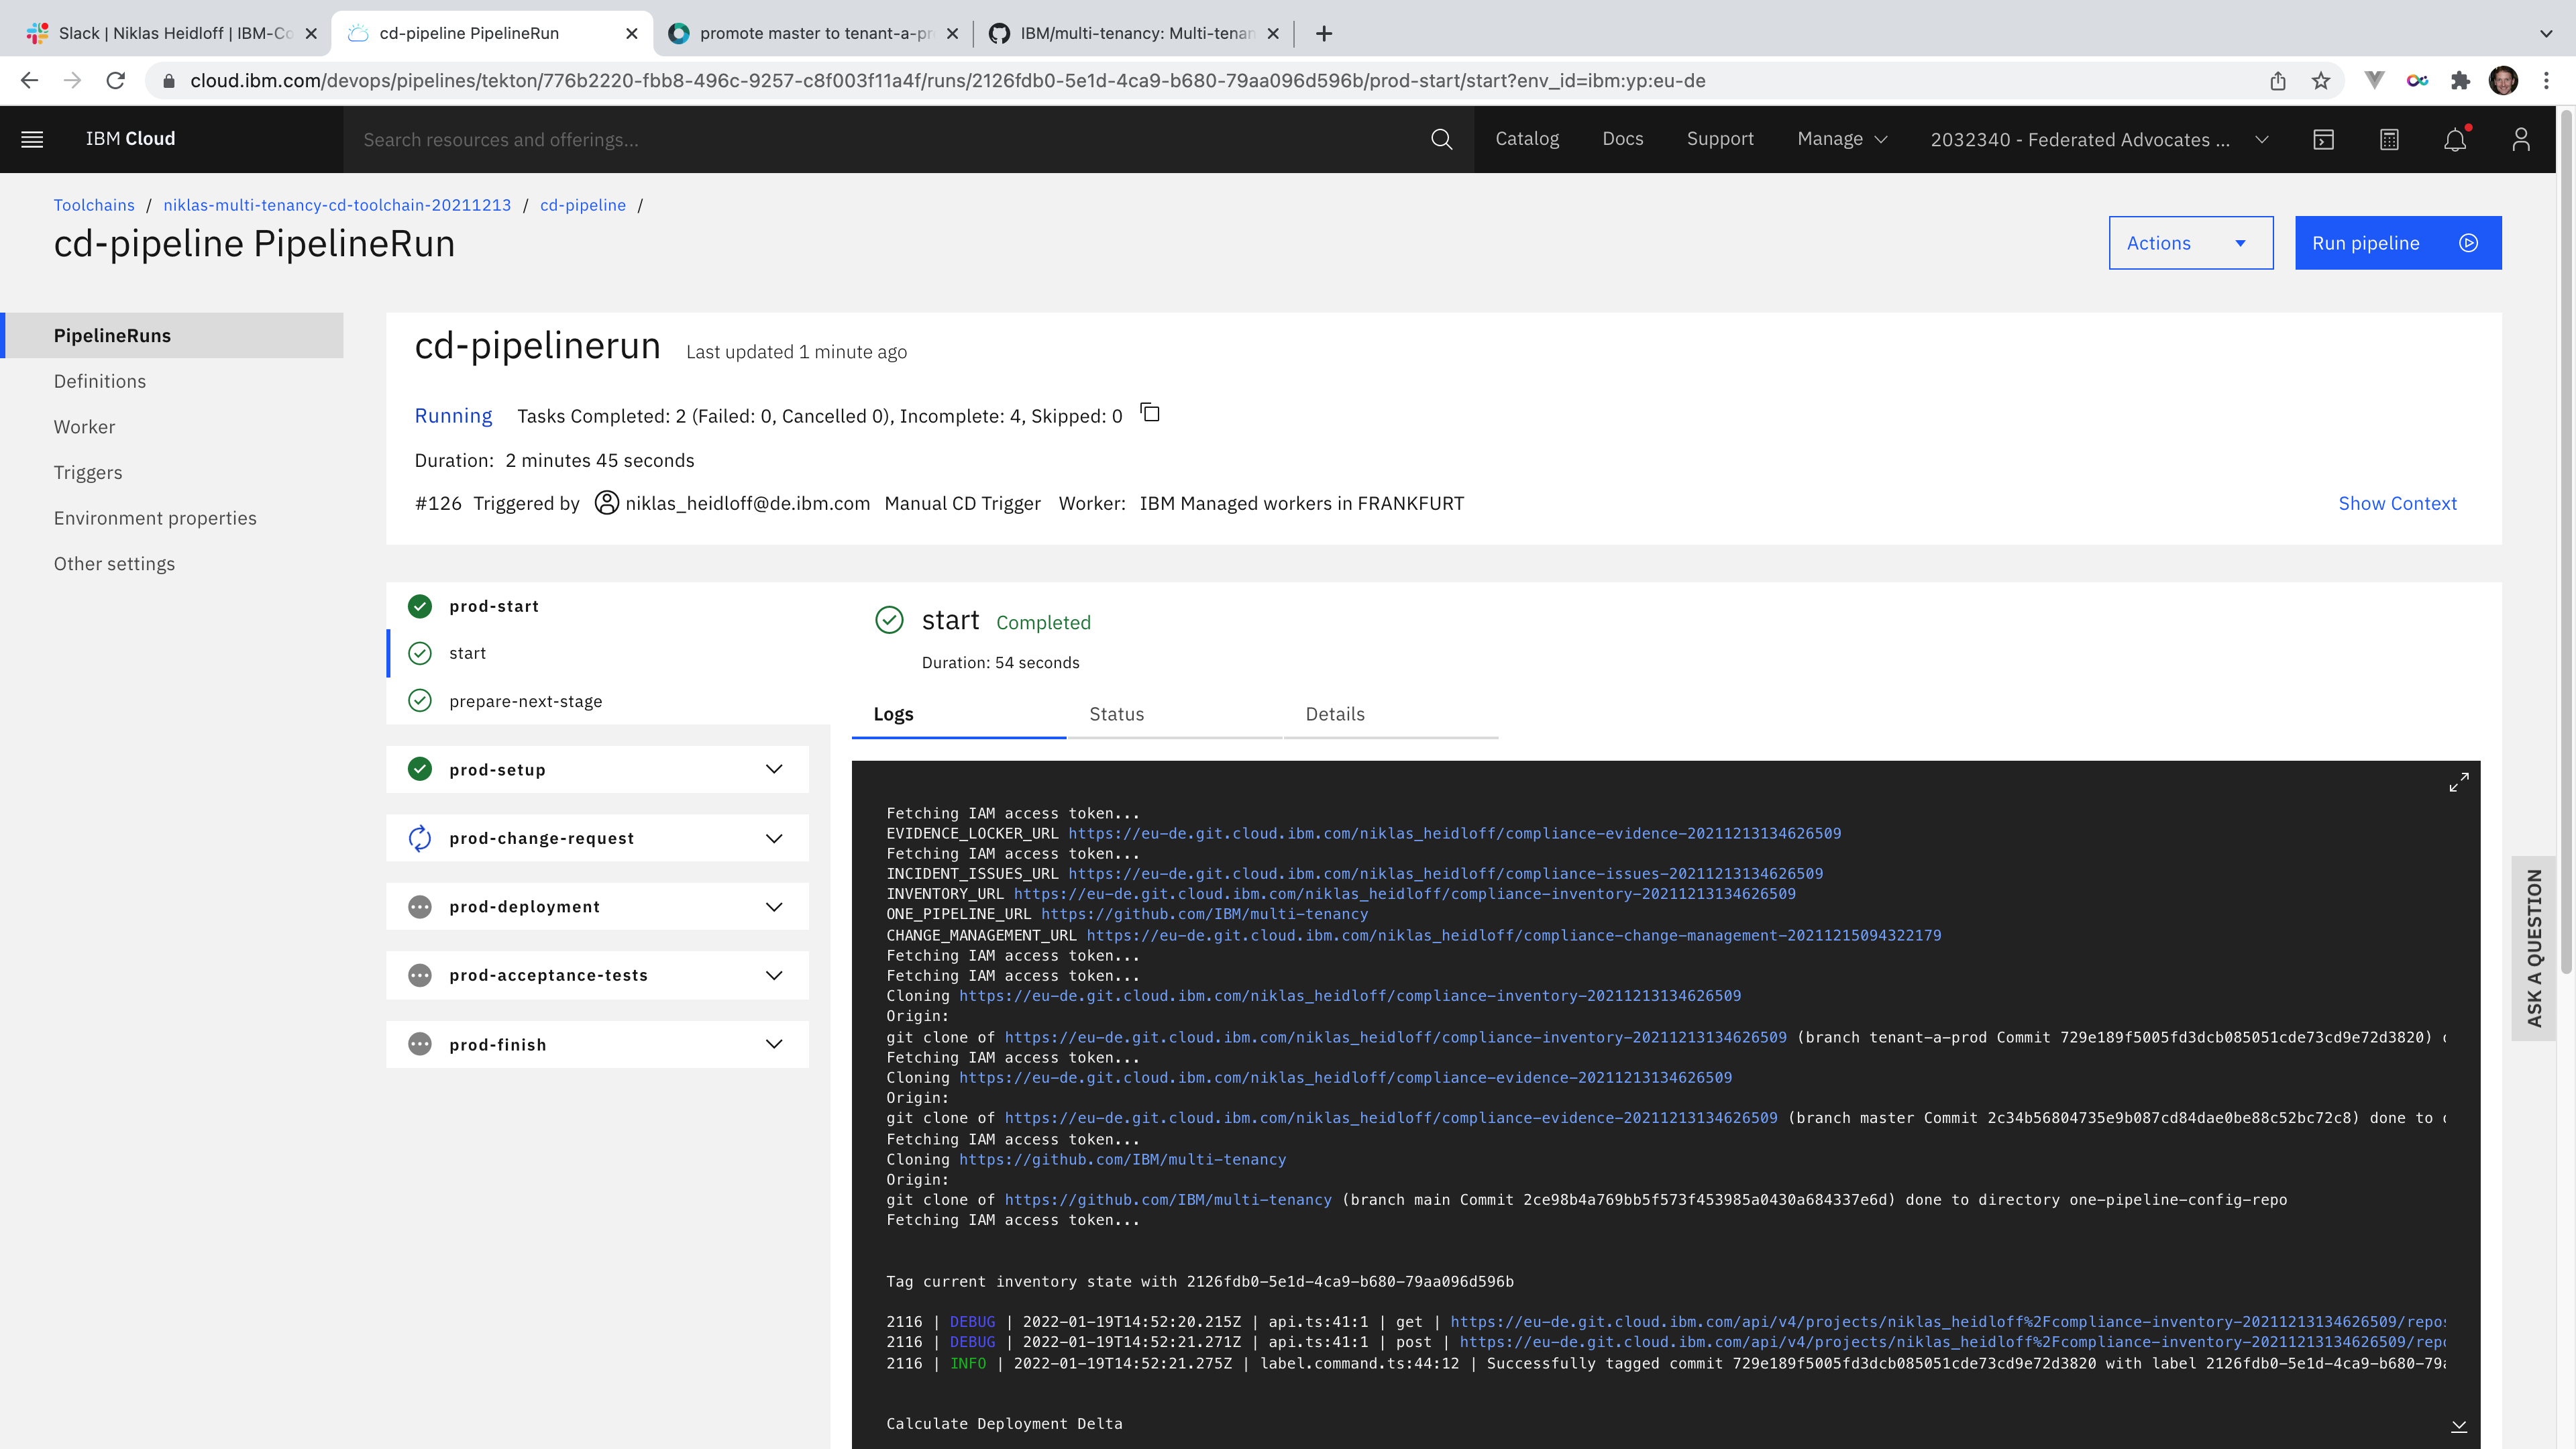 Slack | Niklas Heidloff | IBM-Co
cd-pipeline PipelineRun
promote master to tenant-a-pr
IBM/multi-tenancy: Multi-tenan
cloud.ibm.com/devops/pipelines/tekton/776b2220-fbb8-496c-9257-c8f003f11a4f/runs/2126fdb0-5e1d-4ca9-b680-79aa096d596b/prod-start/start?env_id=ibm:yp:eu-de
IBM Cloud
Search resources and offerings...
Catalog
Docs
Support
Manage
2032340 - Federated Advocates ...
Toolchains / niklas-multi-tenancy-cd-toolchain-20211213 / cd-pipeline /
cd-pipeline PipelineRun
Actions
Run pipeline
PipelineRuns
Definitions
Worker
Triggers
Environment properties
Other settings
cd-pipelinerun Last updated 1 minute ago
Running Tasks Completed: 2 (Failed: 0, Cancelled 0), Incomplete: 4, Skipped: 0
Duration: 2 minutes 45 seconds
#126 Triggered by niklas_heidloff@de.ibm.com Manual CD Trigger Worker: IBM Managed workers in FRANKFURT
Show Context
prod-start
start
prepare-next-stage
prod-setup
prod-change-request
prod-deployment
prod-acceptance-tests
prod-finish
start Completed
Duration: 54 seconds
Logs
Status
Details
Fetching IAM access token...
EVIDENCE_LOCKER_URL https://eu-de.git.cloud.ibm.com/niklas_heidloff/compliance-evidence-20211213134626509
Fetching IAM access token...
INCIDENT_ISSUES_URL https://eu-de.git.cloud.ibm.com/niklas_heidloff/compliance-issues-20211213134626509
INVENTORY_URL https://eu-de.git.cloud.ibm.com/niklas_heidloff/compliance-inventory-20211213134626509
ONE_PIPELINE_URL https://github.com/IBM/multi-tenancy
CHANGE_MANAGEMENT_URL https://eu-de.git.cloud.ibm.com/niklas_heidloff/compliance-change-management-20211215094322179
Fetching IAM access token...
Fetching IAM access token...
Cloning https://eu-de.git.cloud.ibm.com/niklas_heidloff/compliance-inventory-20211213134626509
Origin:
git clone of https://eu-de.git.cloud.ibm.com/niklas_heidloff/compliance-inventory-20211213134626509 (branch tenant-a-prod Commit 729e189f5005fd3dcb085051cde73cd9e72d3820)
Fetching IAM access token...
Cloning https://eu-de.git.cloud.ibm.com/niklas_heidloff/compliance-evidence-20211213134626509
Origin:
git clone of https://eu-de.git.cloud.ibm.com/niklas_heidloff/compliance-evidence-20211213134626509 (branch master Commit 2c34b56804735e9b087cd84dae0be88c52bc72c8) done to
Fetching IAM access token...
Cloning https://github.com/IBM/multi-tenancy
Origin:
git clone of https://github.com/IBM/multi-tenancy (branch main Commit 2ce98b4a769bb5f573f453985a0430a684337e6d) done to directory one-pipeline-config-repo
Fetching IAM access token...
Tag current inventory state with 2126fdb0-5e1d-4ca9-b680-79aa096d596b
2116 | DEBUG | 2022-01-19T14:52:20.215Z | api.ts:41:1 | get | https://eu-de.git.cloud.ibm.com/api/v4/projects/niklas_heidloff%2Fcompliance-inventory-20211213134626509/repos
2116 | DEBUG | 2022-01-19T14:52:21.271Z | api.ts:41:1 | post | https://eu-de.git.cloud.ibm.com/api/v4/projects/niklas_heidloff%2Fcompliance-inventory-20211213134626509/repo
2116 | INFO | 2022-01-19T14:52:21.275Z | label.command.ts:44:12 | Successfully tagged commit 729e189f5005fd3dcb085051cde73cd9e72d3820 with label 2126fdb0-5e1d-4ca9-b680-79a
Calculate Deployment Delta
ASK A QUESTION